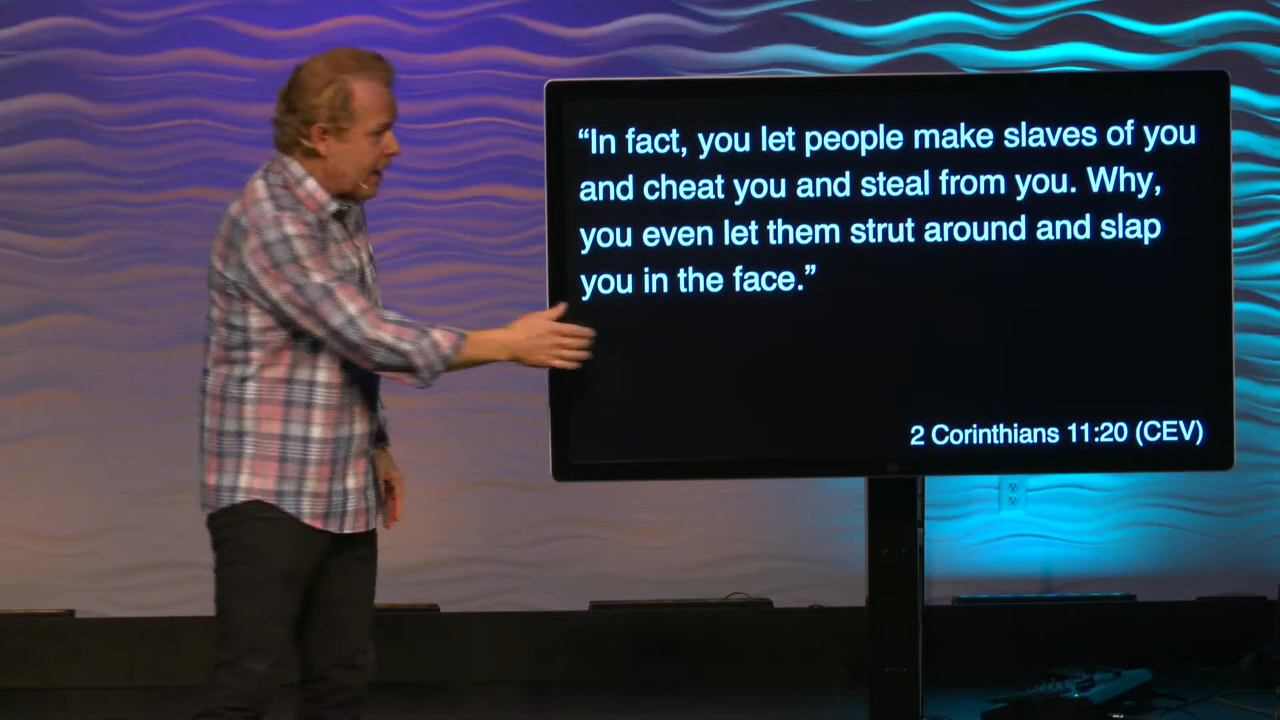 “In fact, you let people make slaves of you
and cheat you and steal from you. Why,
you even let them strut around and slap
you in the face.”
2 Corinthians 11:20 (CEV)